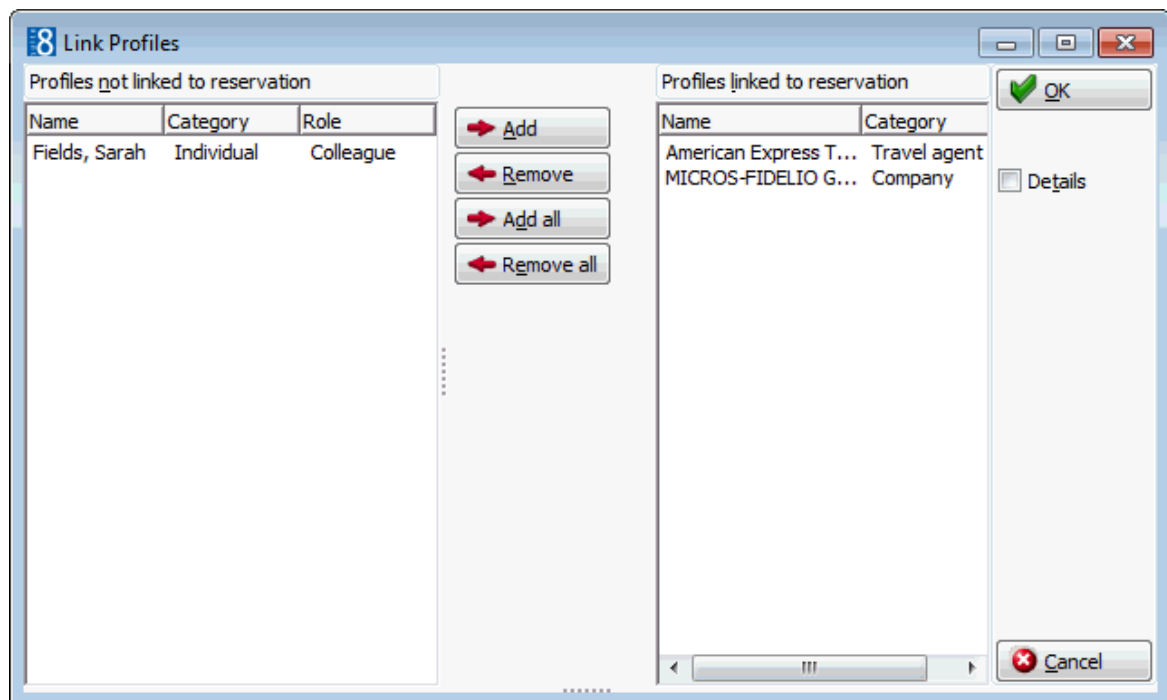 8 Link Profiles
Profiles not linked to reservation
Name Category Role
Fields, Sarah Individual Colleague
Add
Remove
Add all
Remove all
Profiles linked to reservation
Name Category
American Express T... Travel agent
MICROS-FIDELIO G... Company
OK
Details
Cancel